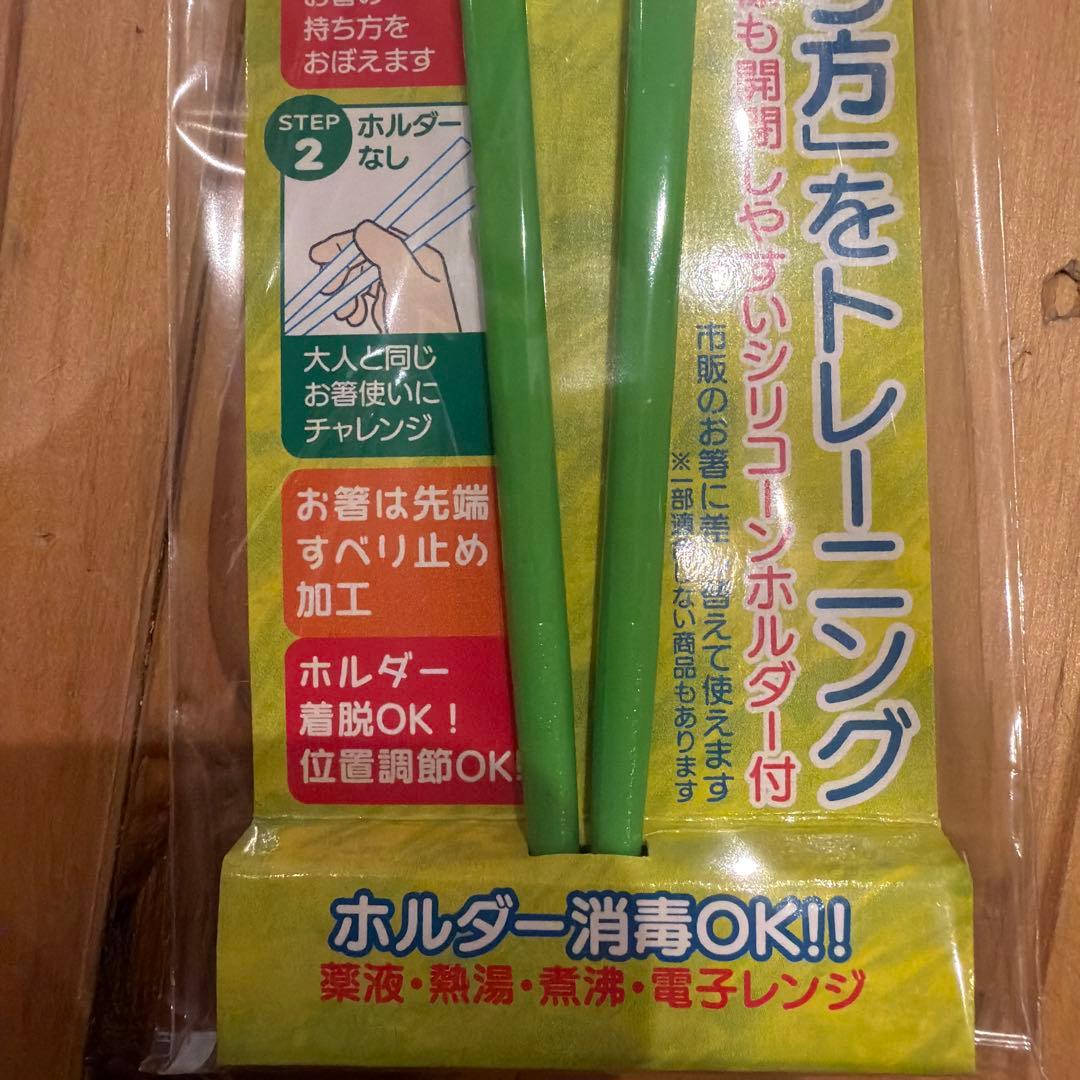 方」をトレーニング
も開閉しやすいシリコーンホルダー付
市販のお箸に差し替えて使えます
※一部適応しない商品もあります
持ち方を
おぼえます
STEP
2
ホルダー
なし
大人と同じ
お箸使いに
チャレンジ
お箸は先端
すべり止め
加工
ホルダー
着脱OK!
位置調節OK!
ホルダー消毒OK!!
薬液・熱湯・煮沸・電子レンジ